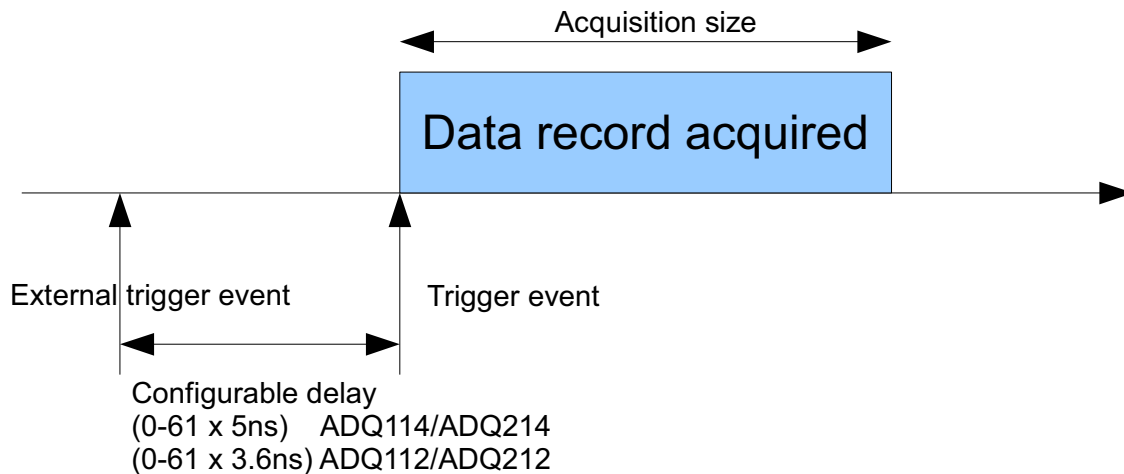 Acquisition size
Data record acquired
External trigger event
Trigger event
Configurable delay
(0-61 x 5ns) ADQ114/ADQ214
(0-61 x 3.6ns) ADQ112/ADQ212